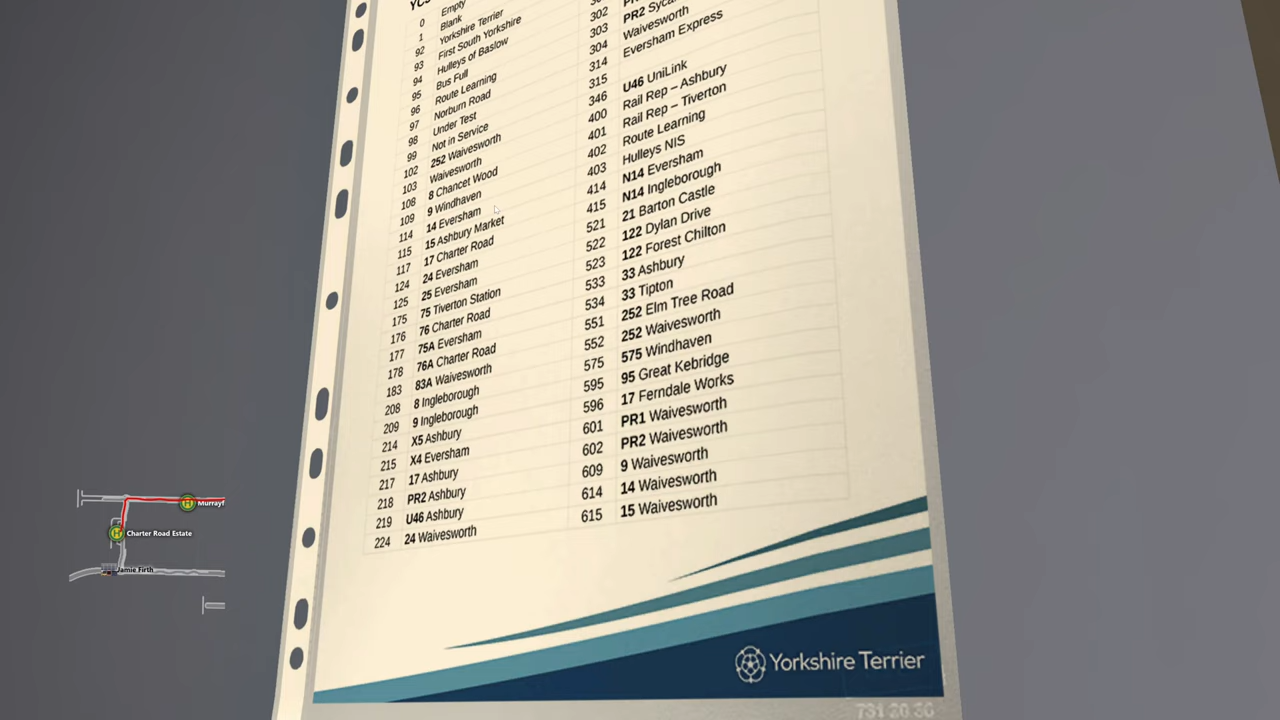 0 Empty
1 Blank
92 Yorkshire Terrier
93 First South Yorkshire
94 Hulleys of Baslow
95 Bus Full
96 Route Learning
97 Norburn Road
98 Under Test
99 Not in Service
102 252 Waivesworth
103 Waivesworth
108 8 Chancet Wood
109 9 Windhaven
114 14 Eversham
115 15 Ashbury Market
117 17 Charter Road
124 24 Eversham
125 25 Eversham
175 75 Tiverton Station
176 76 Charter Road
177 75A Eversham
178 76A Charter Road
183 83A Waivesworth
208 8 Ingleborough
209 9 Ingleborough
214 X5 Ashbury
215 X4 Eversham
217 17 Ashbury
218 PR2 Ashbury
219 U46 Ashbury
224 24 Waivesworth
302
303 PR2
304 Waivesworth
314 Eversham Express
315
346 U46 UniLink
400 Rail Rep – Ashbury
401 Rail Rep – Tiverton
402 Route Learning
403 Hulleys NIS
414 N14 Eversham
415 N14 Ingleborough
521 21 Barton Castle
522 122 Dylan Drive
523 122 Forest Chilton
533 33 Ashbury
534 33 Tipton
551 252 Elm Tree Road
552 252 Waivesworth
575 575 Windhaven
595 95 Great Kebridge
596 17 Ferndale Works
601 PR1 Waivesworth
602 PR2 Waivesworth
609 9 Waivesworth
614 14 Waivesworth
615 15 Waivesworth
Yorkshire Terrier
H Murrayf
H Charter Road Estate
Jamie Firth